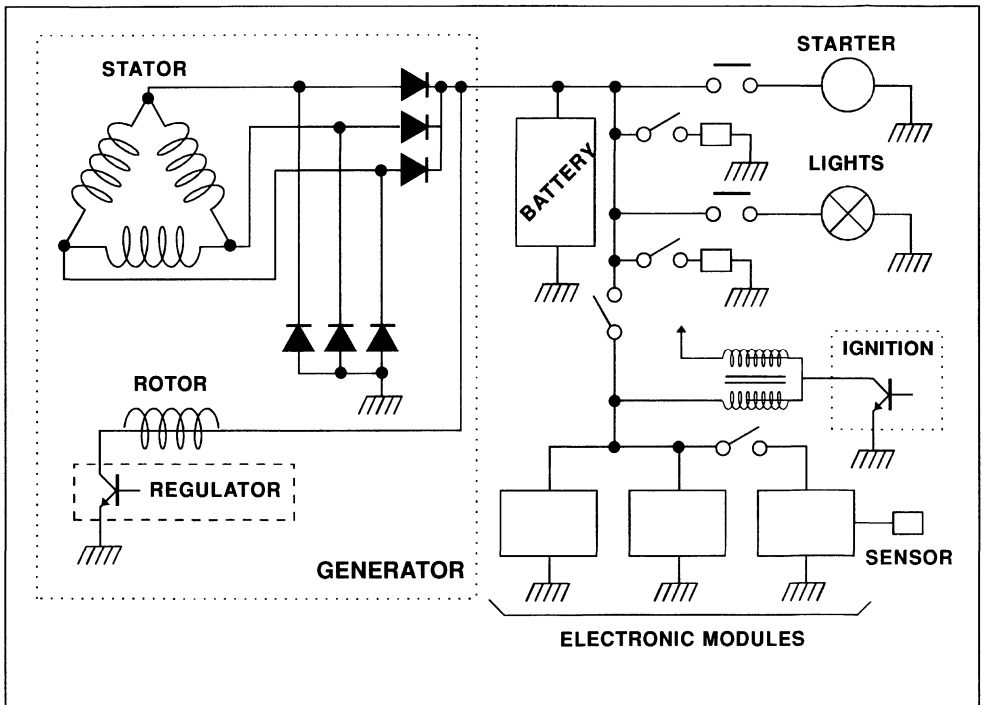 STARTER
STATOR
BATTERY
LIGHTS
IGNITION
ROTOR
REGULATOR
SENSOR
GENERATOR
ELECTRONIC MODULES